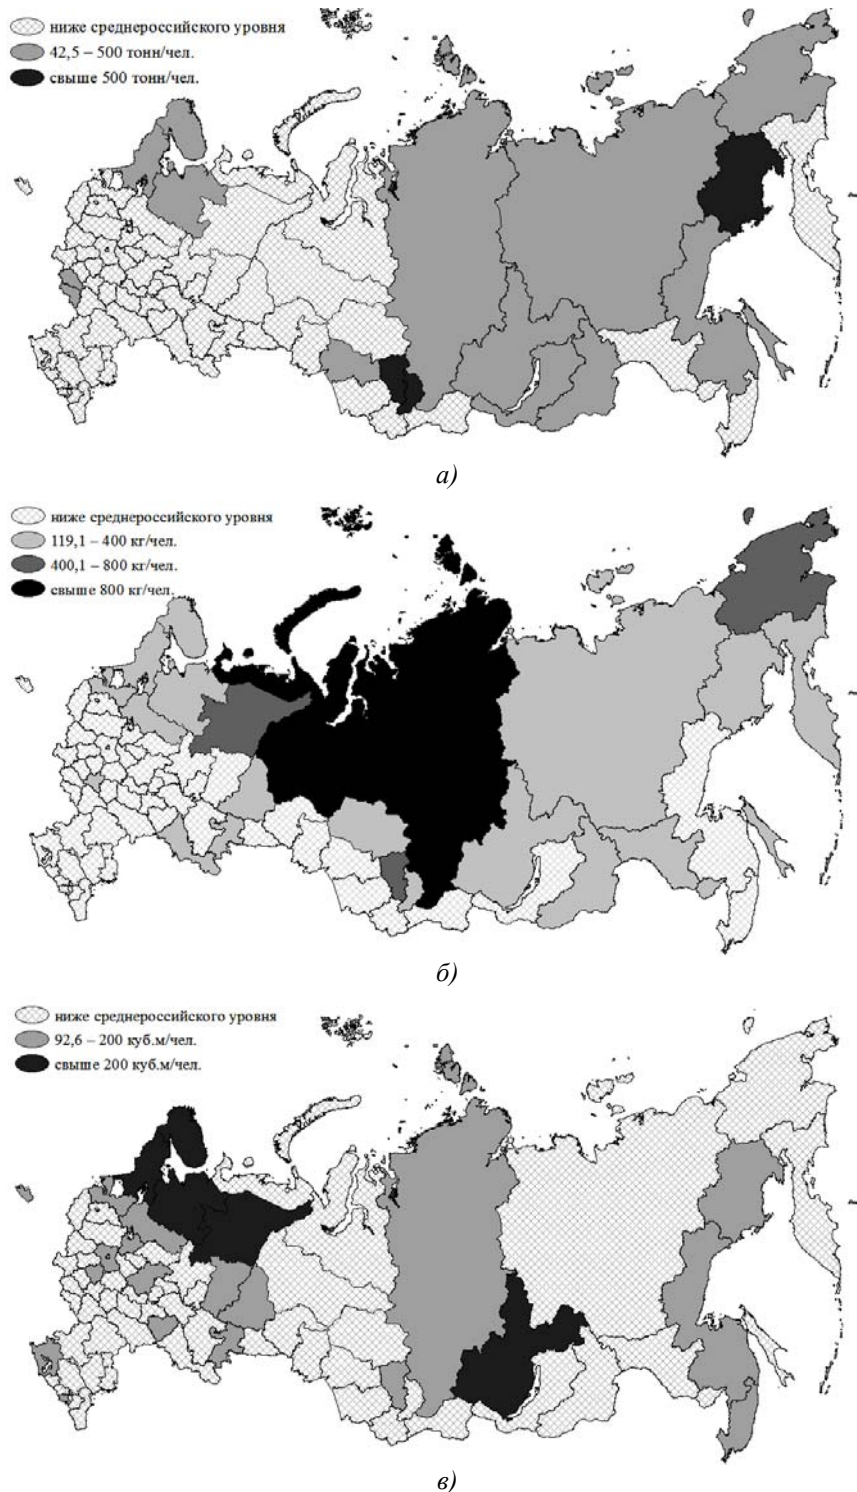 ниже среднероссийского уровня
42,5 – 500 тонн/чел.
свыше 500 тонн/чел.
а)
ниже среднероссийского уровня
119,1 – 400 кг/чел.
400,1 – 800 кг/чел.
свыше 800 кг/чел.
б)
ниже среднероссийского уровня
92,6 – 200 куб.м/чел.
свыше 200 куб.м/чел.
в)